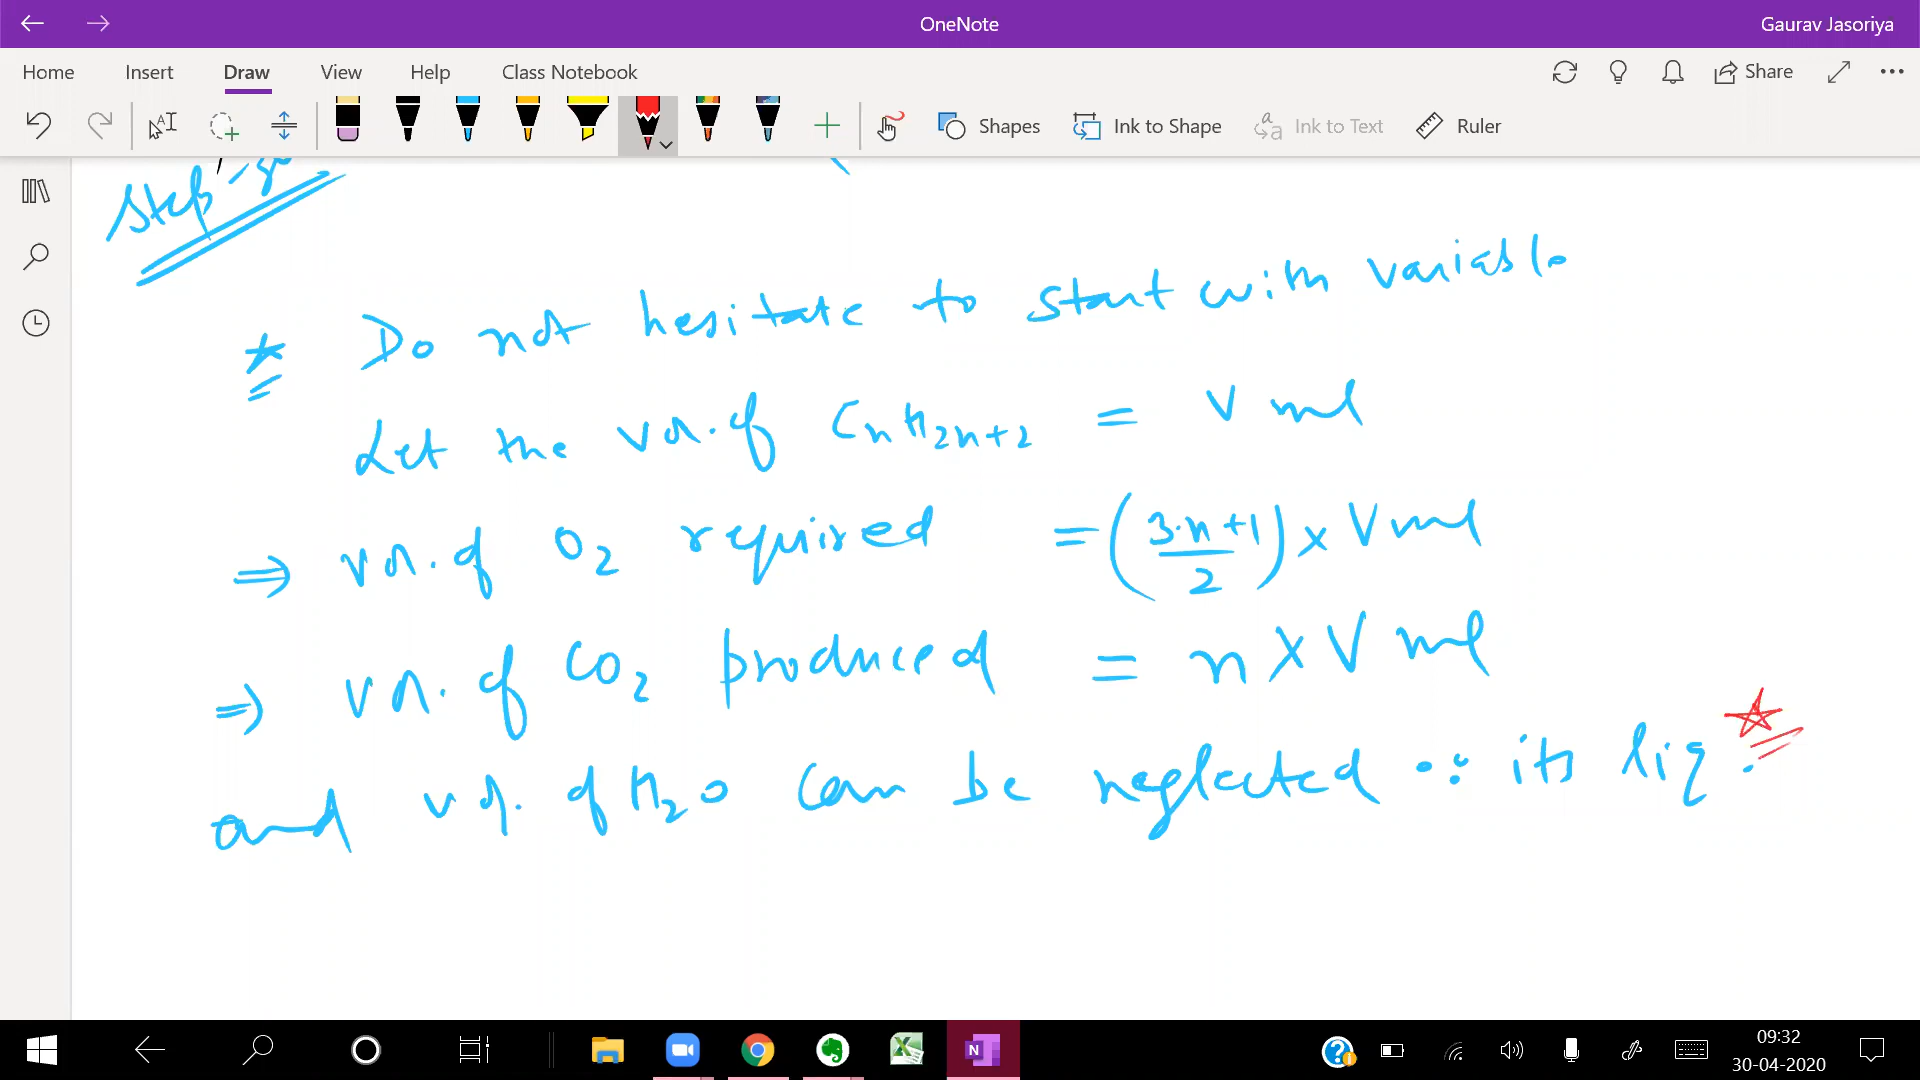 OneNote
Gaurav Jasoriya
Home Insert Draw View Help Class Notebook
Share
Shapes Ink to Shape Ink to Text Ruler
Step
* Do not hesitate to start with variable
Let the vol. of CnH2n+2 = V ml
⇒ vol. of O2 required = (3·n+1/2) × V ml
⇒ vol. of CO2 produced = n × V ml
and vol. of H2O can be neglected ∵ its liq.
09:32
30-04-2020